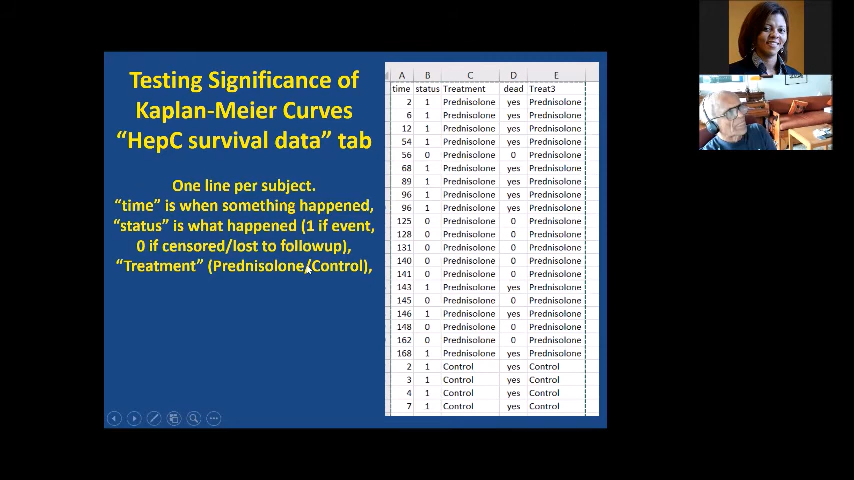 Testing Significance of
Kaplan-Meier Curves
“HepC survival data” tab
One line per subject.
“time” is when something happened,
“status” is what happened (1 if event,
0 if censored/lost to followup),
“Treatment” (Prednisolone/Control),
A B C D E
time status Treatment dead Treat3
2 1 Prednisolone yes Prednisolone
6 1 Prednisolone yes Prednisolone
12 1 Prednisolone yes Prednisolone
54 1 Prednisolone yes Prednisolone
56 0 Prednisolone 0 Prednisolone
68 1 Prednisolone yes Prednisolone
89 1 Prednisolone yes Prednisolone
96 1 Prednisolone yes Prednisolone
96 1 Prednisolone yes Prednisolone
125 0 Prednisolone 0 Prednisolone
128 0 Prednisolone 0 Prednisolone
131 0 Prednisolone 0 Prednisolone
140 0 Prednisolone 0 Prednisolone
141 0 Prednisolone 0 Prednisolone
143 1 Prednisolone yes Prednisolone
145 0 Prednisolone 0 Prednisolone
146 1 Prednisolone yes Prednisolone
148 0 Prednisolone 0 Prednisolone
162 0 Prednisolone 0 Prednisolone
168 1 Prednisolone yes Prednisolone
2 1 Control yes Control
3 1 Control yes Control
4 1 Control yes Control
7 1 Control yes Control